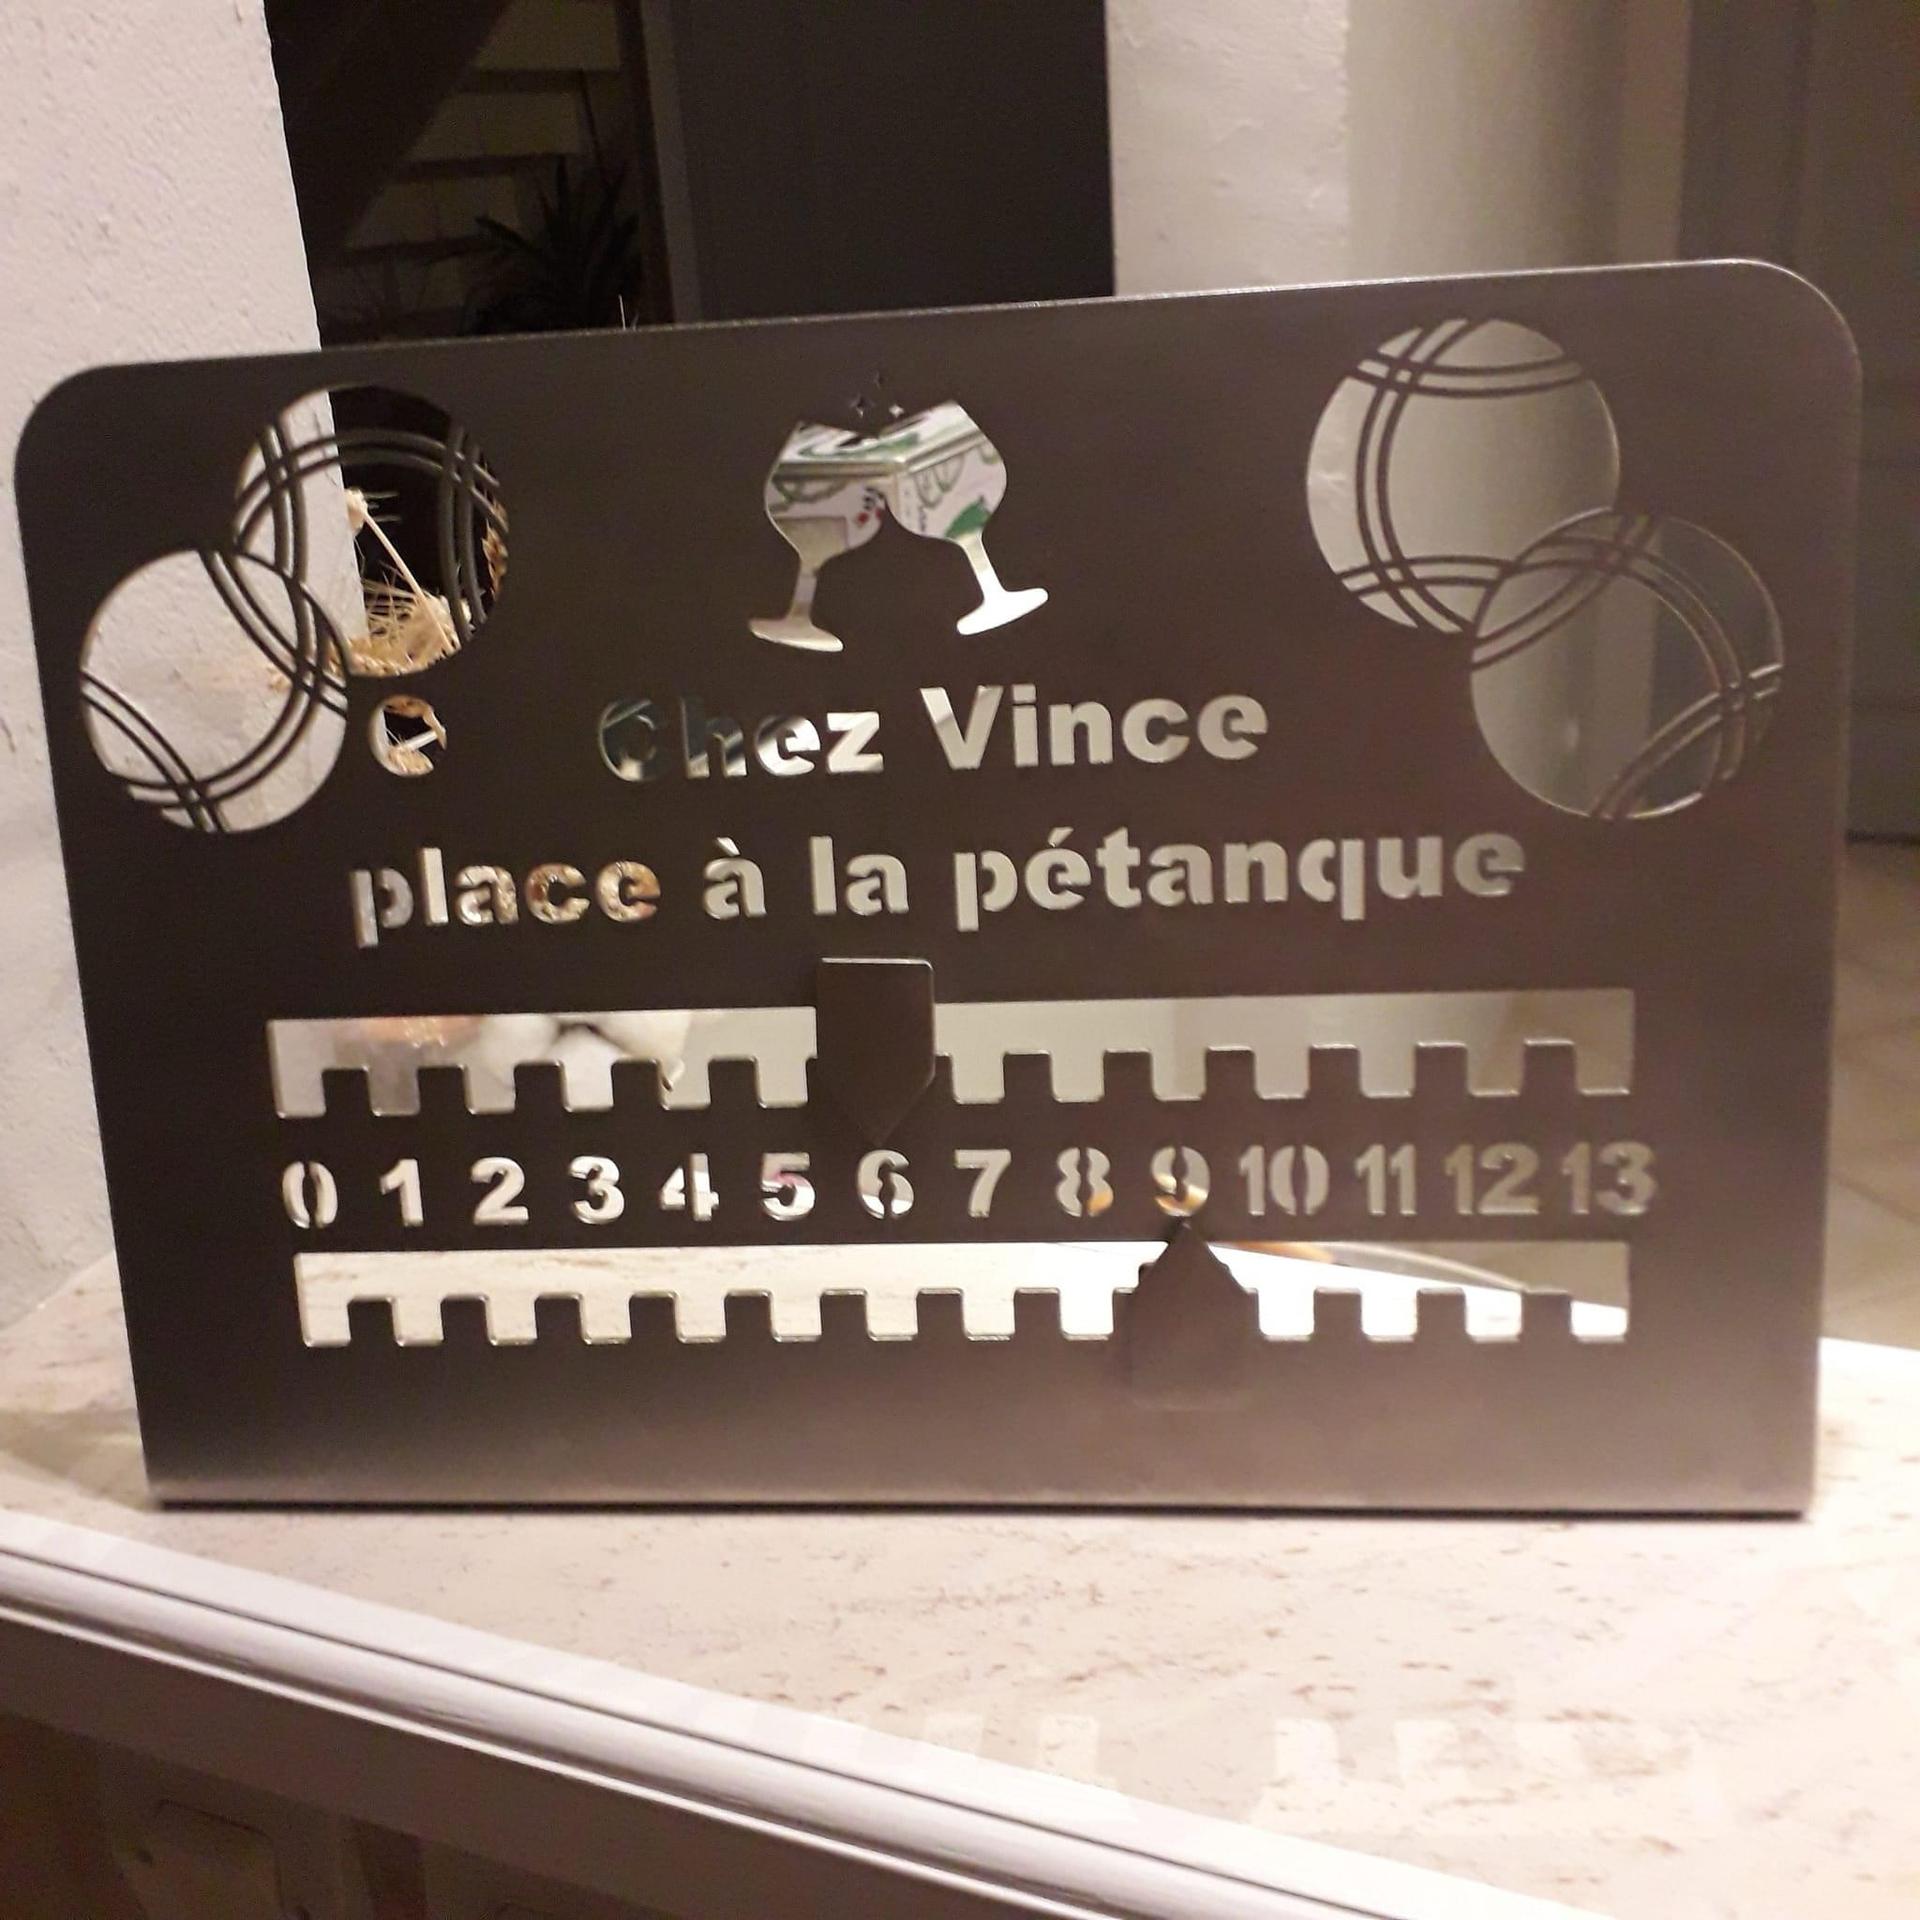 Chez Vince
place à la pétanque
0 1 2 3 4 5 6 7 8 9 10 11 12 13